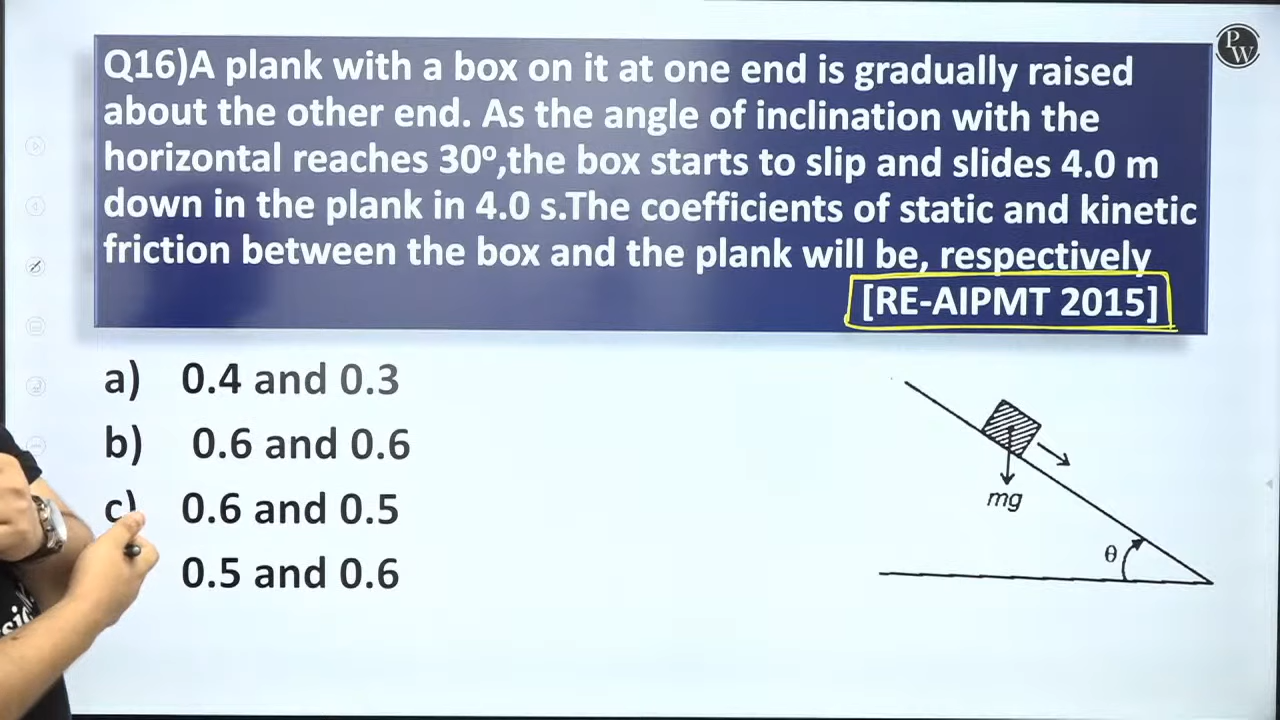 PW
Q16)A plank with a box on it at one end is gradually raised
about the other end. As the angle of inclination with the
horizontal reaches 30º,the box starts to slip and slides 4.0 m
down in the plank in 4.0 s.The coefficients of static and kinetic
friction between the box and the plank will be, respectively
[RE-AIPMT 2015]
a) 0.4 and 0.3
b) 0.6 and 0.6
c) 0.6 and 0.5
0.5 and 0.6
mg
θ